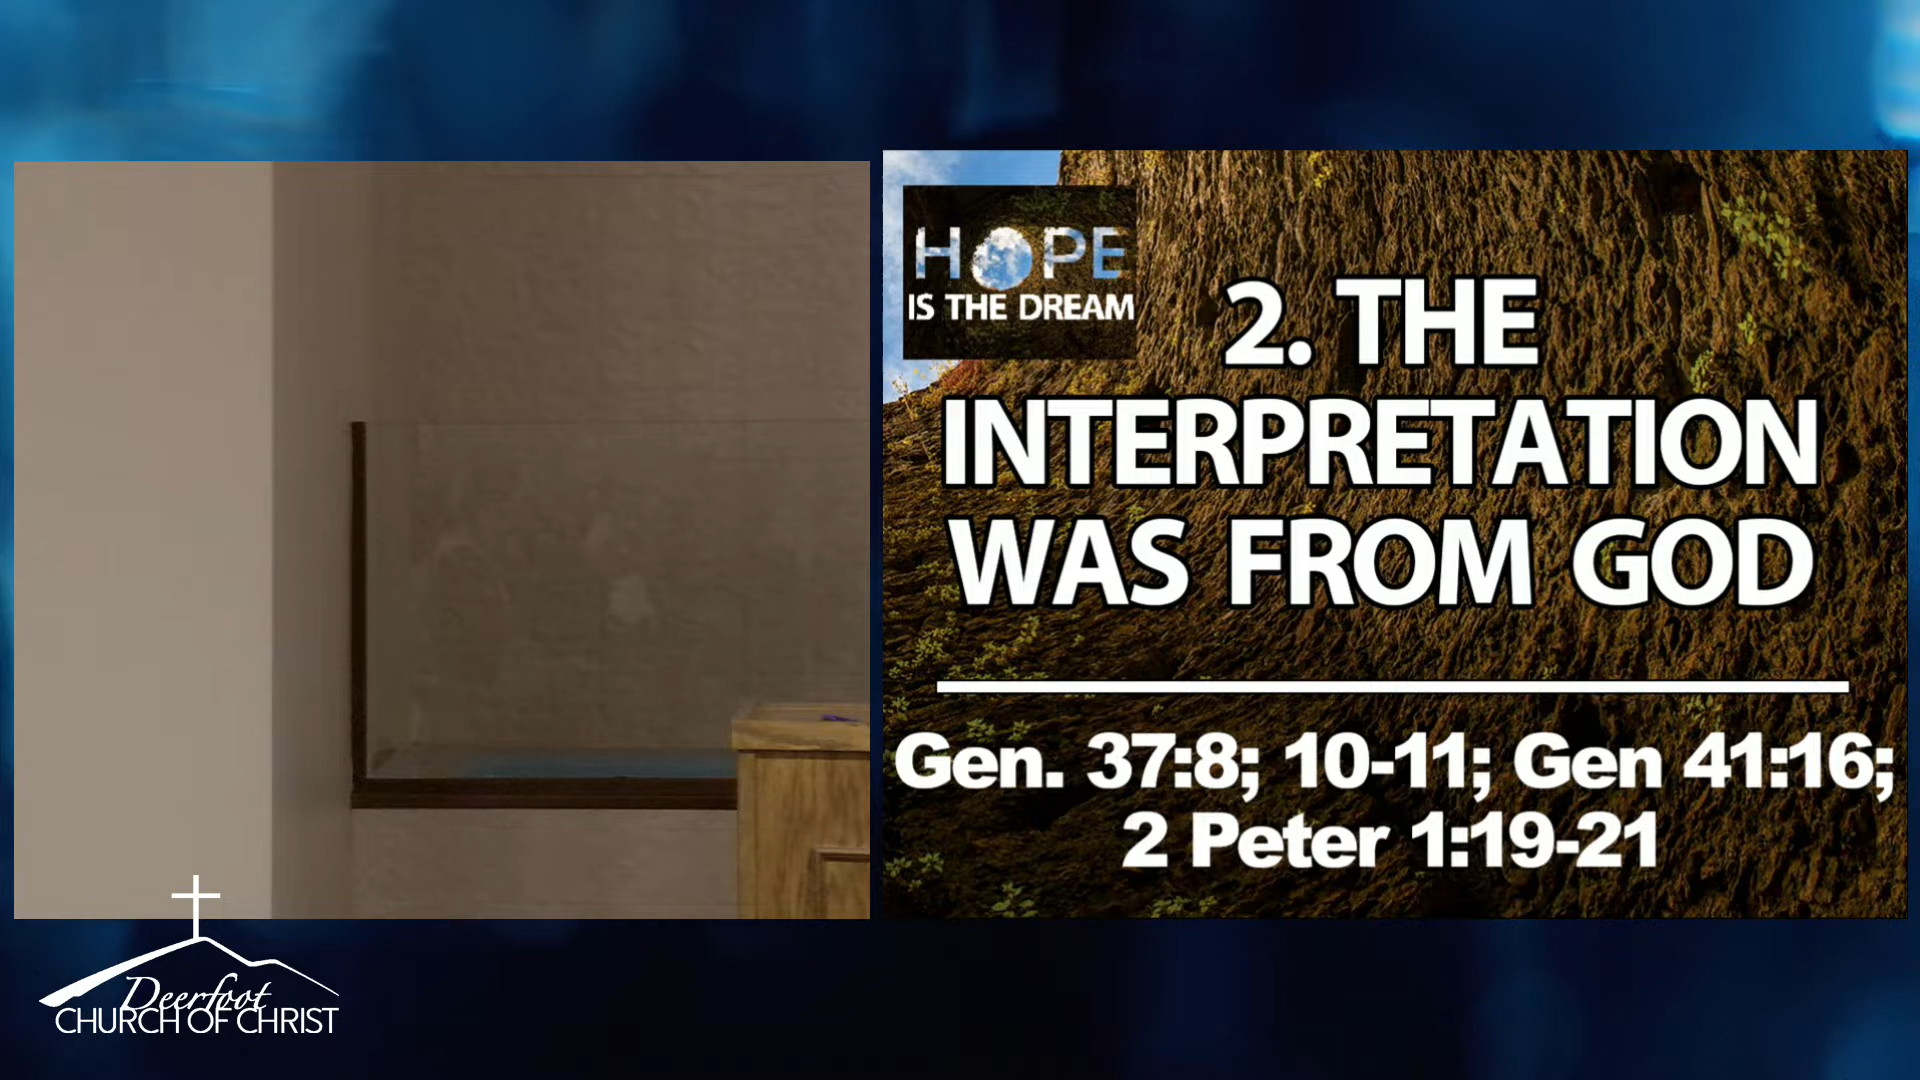 HOPE
IS THE DREAM
2. THE
INTERPRETATION
WAS FROM GOD
Gen. 37:8; 10-11; Gen 41:16;
2 Peter 1:19-21
Deerfoot
CHURCH OF CHRIST